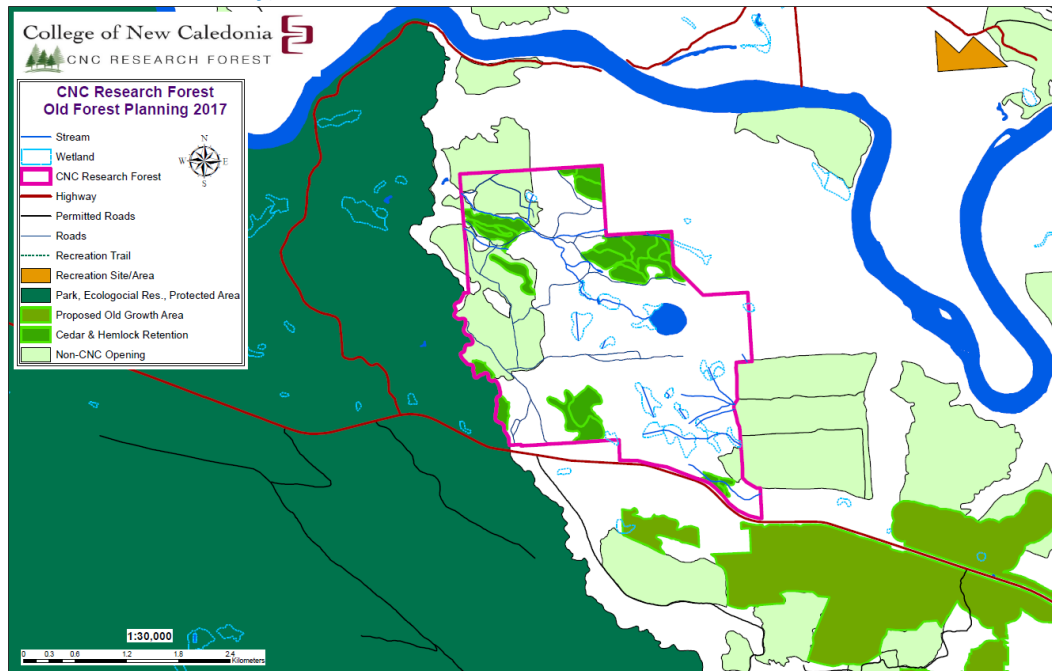 College of New Caledonia
CNC RESEARCH FOREST
CNC Research Forest
Old Forest Planning 2017
Stream
Wetland
CNC Research Forest
Highway
Permitted Roads
Roads
Recreation Trail
Recreation Site/Area
Park, Ecologocial Res., Protected Area
Proposed Old Growth Area
Cedar & Hemlock Retention
Non-CNC Opening
N
W E
S
1:30,000
0 0.3 0.6 1.2 1.8 2.4
Kilometers